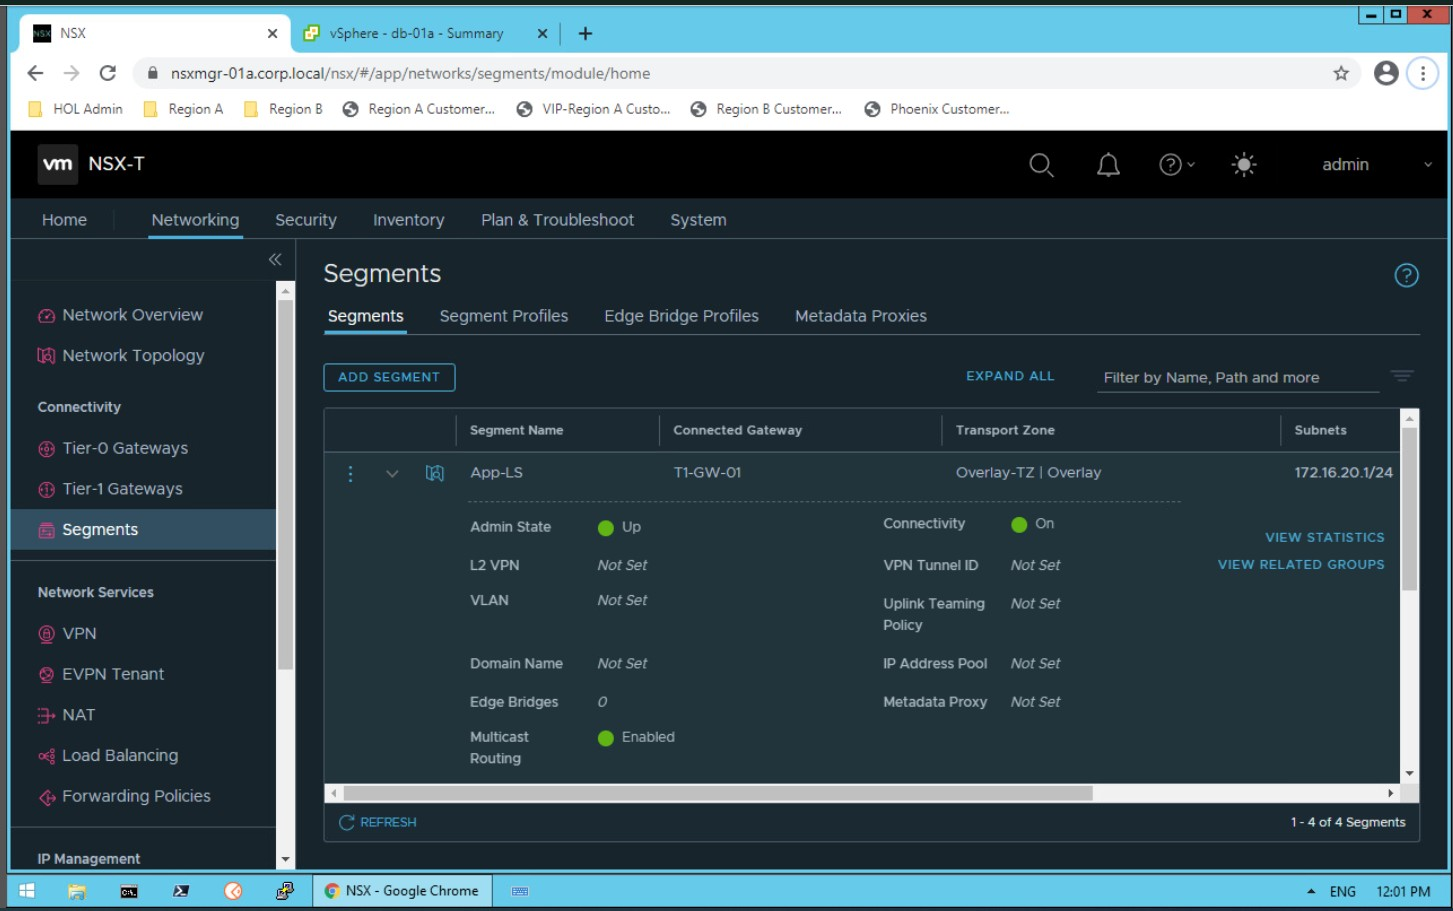 NSX
vSphere - db-01a - Summary
nsxmgr-01a.corp.local/nsx/#/app/networks/segments/module/home
HOL Admin
Region A
Region B
Region A Customer...
VIP-Region A Custo...
Region B Customer...
Phoenix Customer...
vm NSX-T
admin
Home
Networking
Security
Inventory
Plan & Troubleshoot
System
Network Overview
Network Topology
Connectivity
Tier-0 Gateways
Tier-1 Gateways
Segments
Network Services
VPN
EVPN Tenant
NAT
Load Balancing
Forwarding Policies
IP Management
Segments
Segments
Segment Profiles
Edge Bridge Profiles
Metadata Proxies
ADD SEGMENT
EXPAND ALL
Filter by Name, Path and more
Segment Name
Connected Gateway
Transport Zone
Subnets
App-LS
T1-GW-01
Overlay-TZ | Overlay
172.16.20.1/24
Admin State
Up
Connectivity
On
VIEW STATISTICS
L2 VPN
Not Set
VPN Tunnel ID
Not Set
VIEW RELATED GROUPS
VLAN
Not Set
Uplink Teaming
Policy
Not Set
Domain Name
Not Set
IP Address Pool
Not Set
Edge Bridges
0
Metadata Proxy
Not Set
Multicast
Routing
Enabled
REFRESH
1 - 4 of 4 Segments
NSX - Google Chrome
ENG
12:01 PM